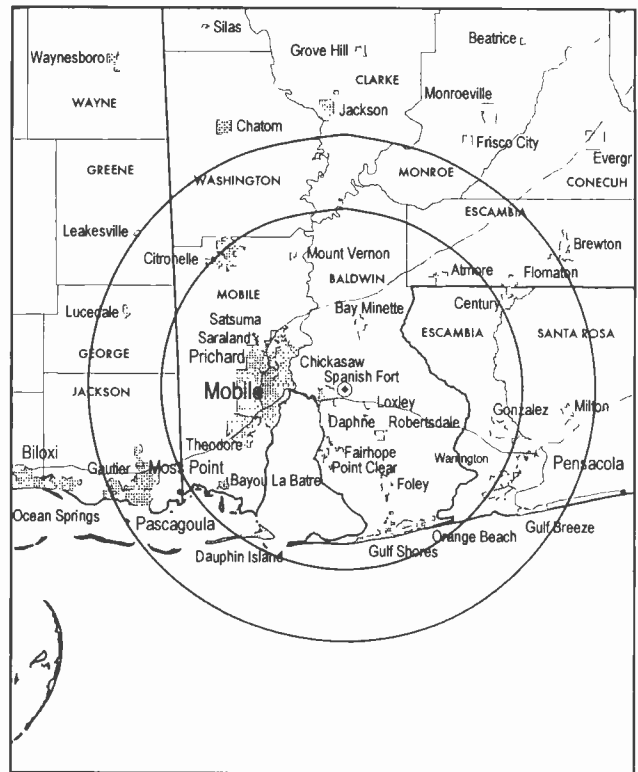 Silas
Beatrice
Waynesboro
Grove Hill
CLARKE
Monroeville
WAYNE
Jackson
Chatom
Frisco City
Evergr
GREENE
WASHINGTON
MONROE
CONECUH
ESCAMBIA
Leakesville
Brewton
Citronelle
Mount Vernon
Atmore
Flomaton
BALDWIN
MOBILE
Century
Lucedale
Satsuma
Bay Minette
Saraland
ESCAMBIA
SANTA ROSA
GEORGE
Prichard
Chickasaw
JACKSON
Mobile
Spanish Fort
Loxley
Gonzalez
Milton
Daphne
Robertsdale
Theodore
Biloxi
Fairhope
Gautier
Moss Point
Point Clear
Warrington
Pensacola
Bayou La Batre
Foley
Ocean Springs
Pascagoula
Gulf Breeze
Orange Beach
Dauphin Island
Gulf Shores